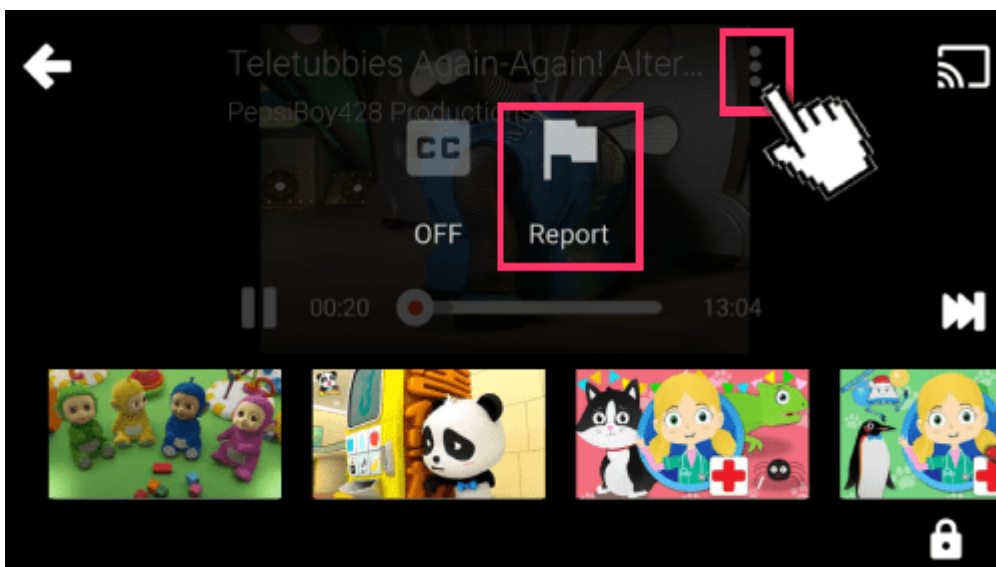 Teletubbies Again-Again! Alter...
PepsiBoy428 Productions
CC
OFF
Report
00:20
13:04